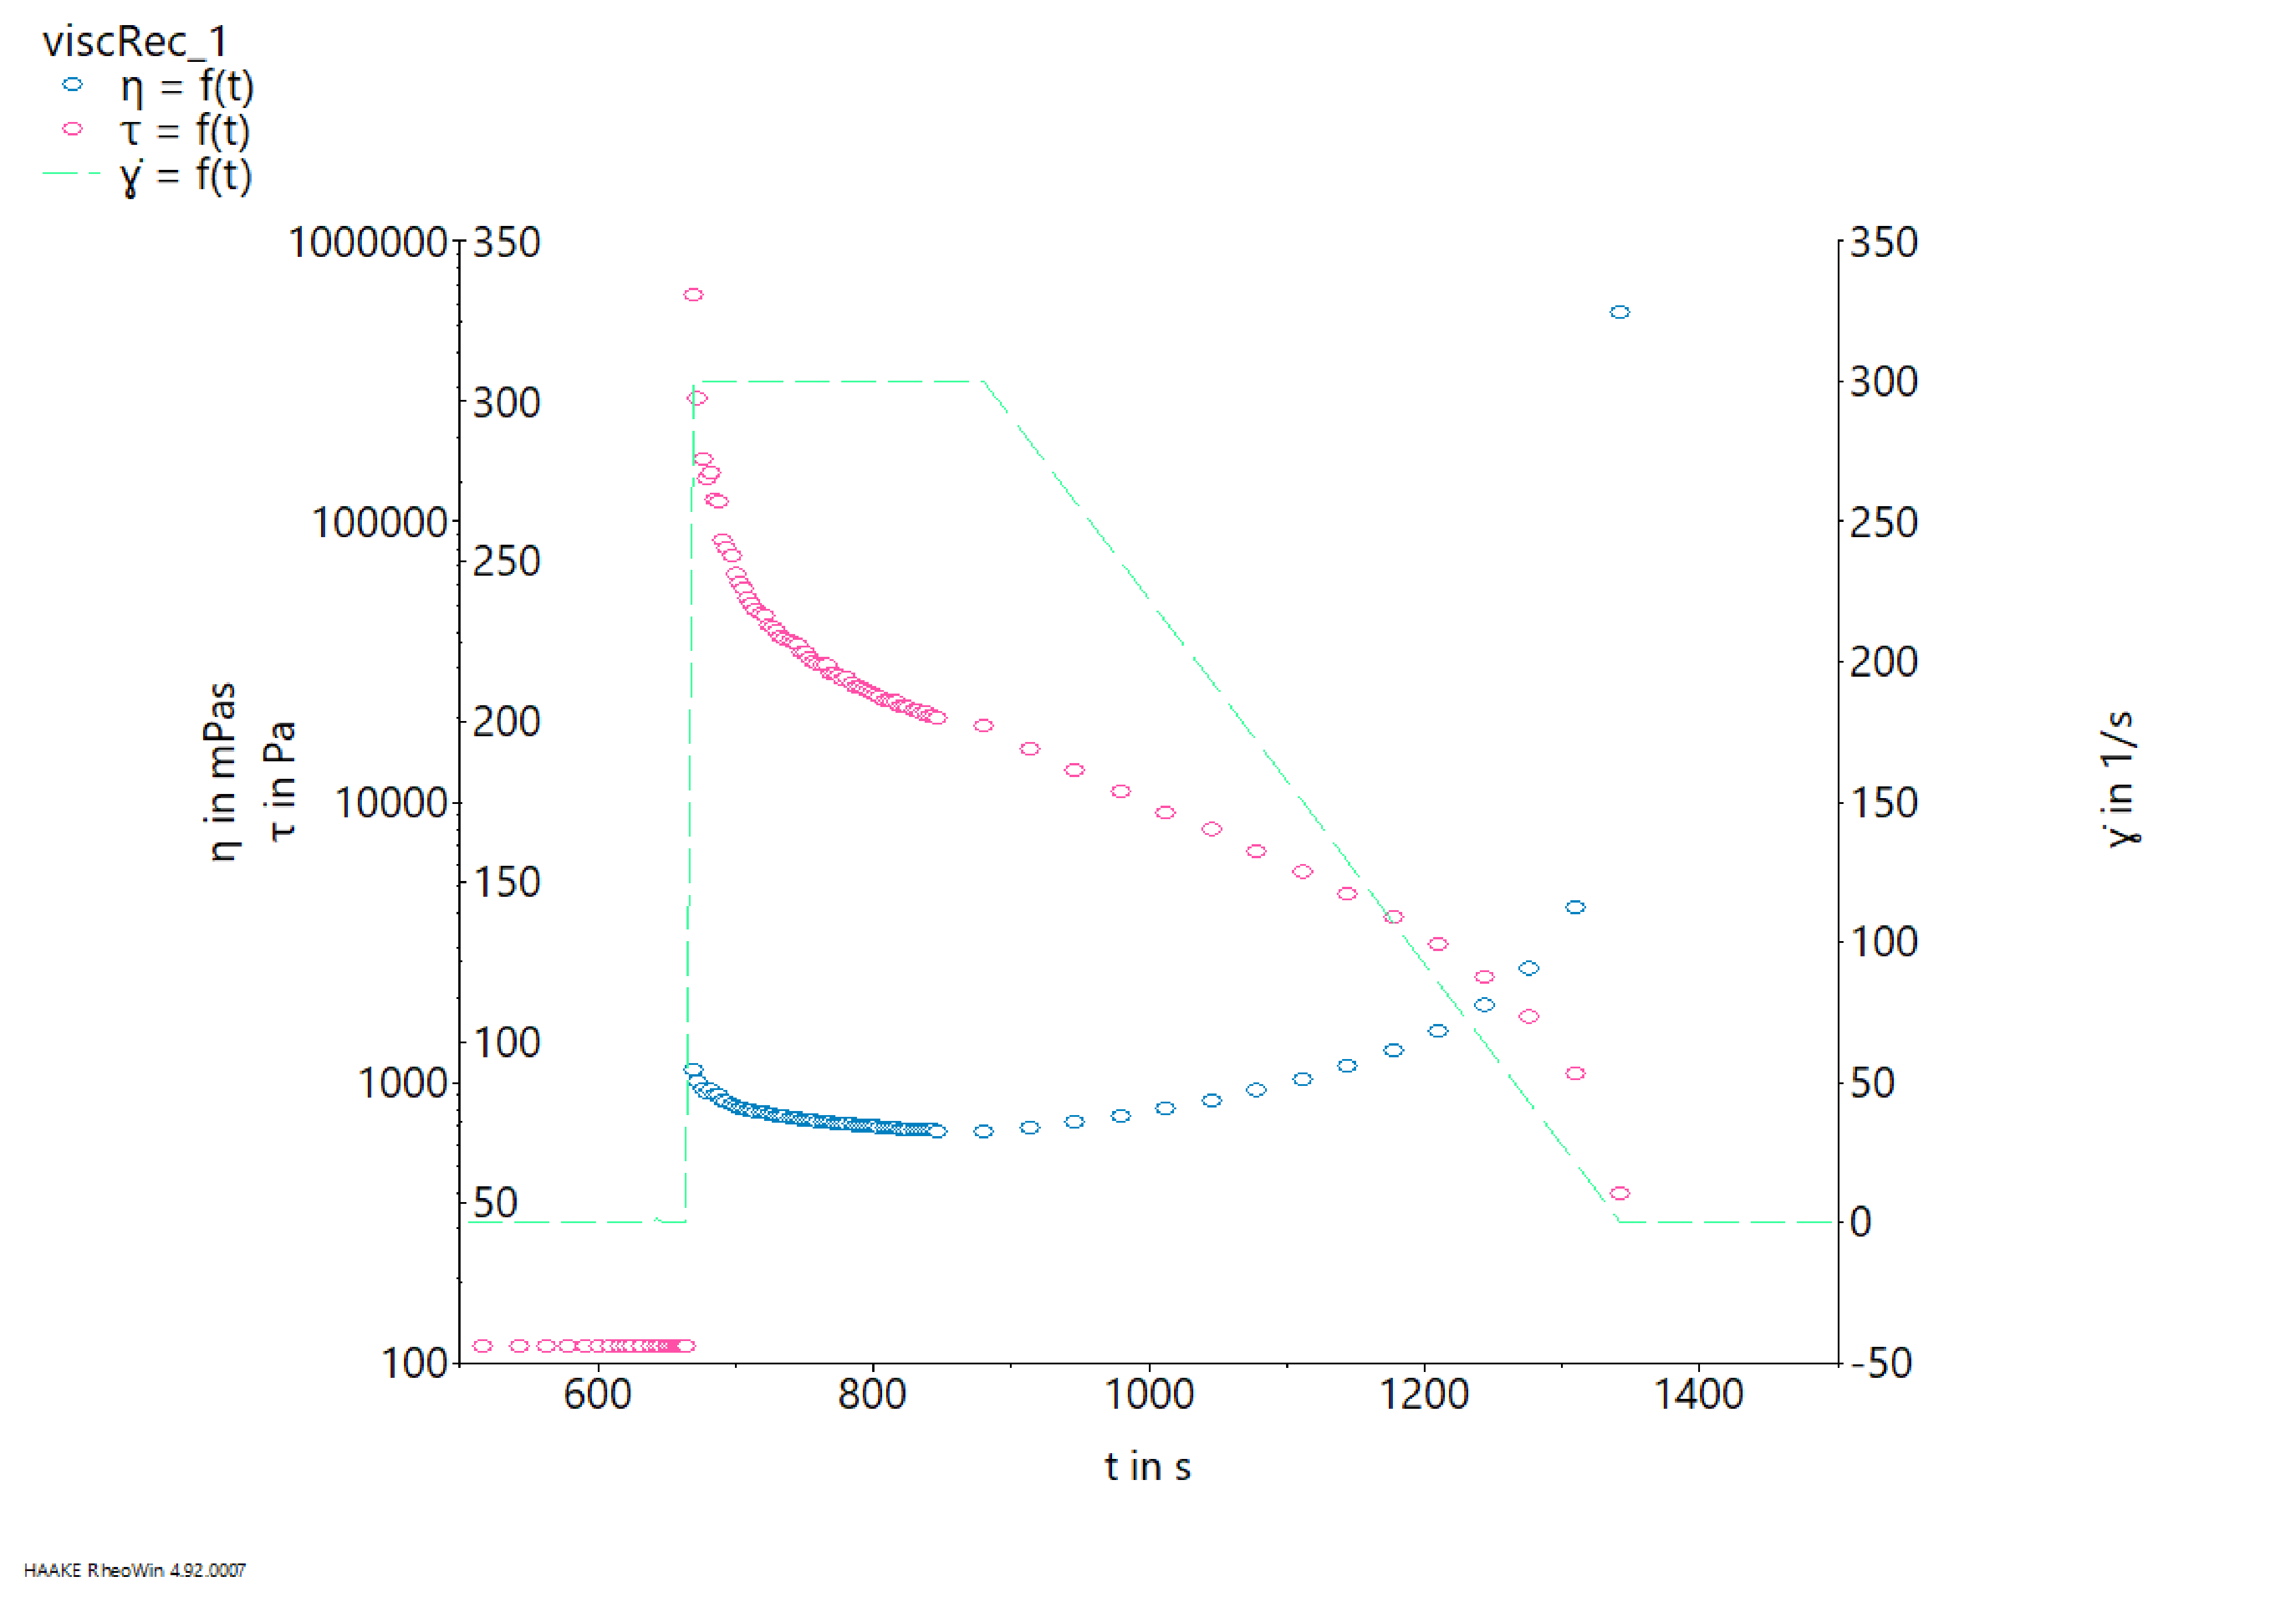 viscRec_1
η = f(t)
τ = f(t)
γ̇ = f(t)
1000000
100000
10000
1000
100
350
300
250
200
150
100
50
350
300
250
200
150
100
50
0
-50
η in mPas
τ in Pa
γ̇ in 1/s
600 800 1000 1200 1400
t in s
HAAKE RheoWin 4.92.0007